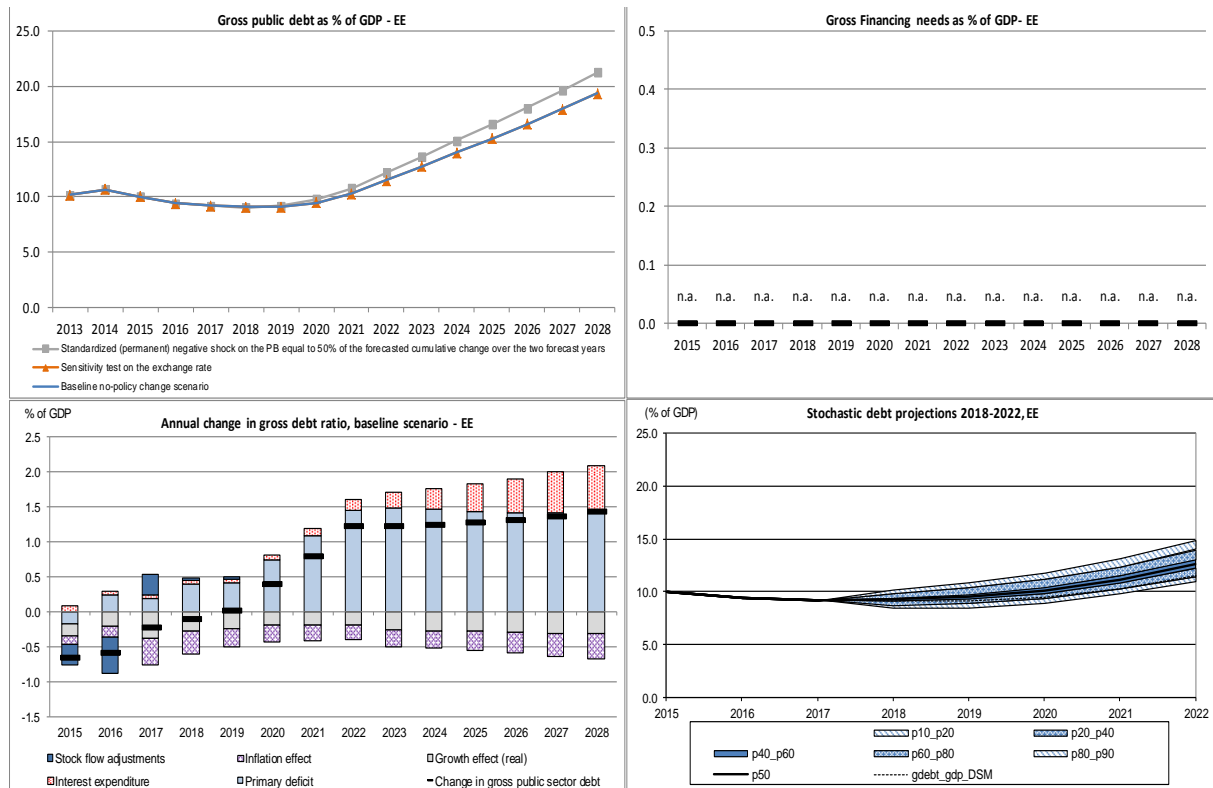 Gross public debt as % of GDP - EE
25.0
20.0
15.0
10.0
5.0
0.0
2013 2014 2015 2016 2017 2018 2019 2020 2021 2022 2023 2024 2025 2026 2027 2028
Standardized (permanent) negative shock on the PB equal to 50% of the forecasted cumulative change over the two forecast years
Sensitivity test on the exchange rate
Baseline no-policy change scenario
Gross Financing needs as % of GDP- EE
0.5
0.4
0.3
0.2
0.1
0.0
n.a. n.a. n.a. n.a. n.a. n.a. n.a. n.a. n.a. n.a. n.a. n.a. n.a. n.a.
2015 2016 2017 2018 2019 2020 2021 2022 2023 2024 2025 2026 2027 2028
% of GDP
Annual change in gross debt ratio, baseline scenario - EE
2.5
2.0
1.5
1.0
0.5
0.0
-0.5
-1.0
-1.5
2015 2016 2017 2018 2019 2020 2021 2022 2023 2024 2025 2026 2027 2028
Stock flow adjustments Inflation effect Growth effect (real)
Interest expenditure Primary deficit Change in gross public sector debt
(% of GDP)
Stochastic debt projections 2018-2022, EE
25.0
20.0
15.0
10.0
5.0
0.0
2015 2016 2017 2018 2019 2020 2021 2022
p10_p20 p20_p40
p40_p60 p60_p80 p80_p90
p50 gdebt_gdp_DSM